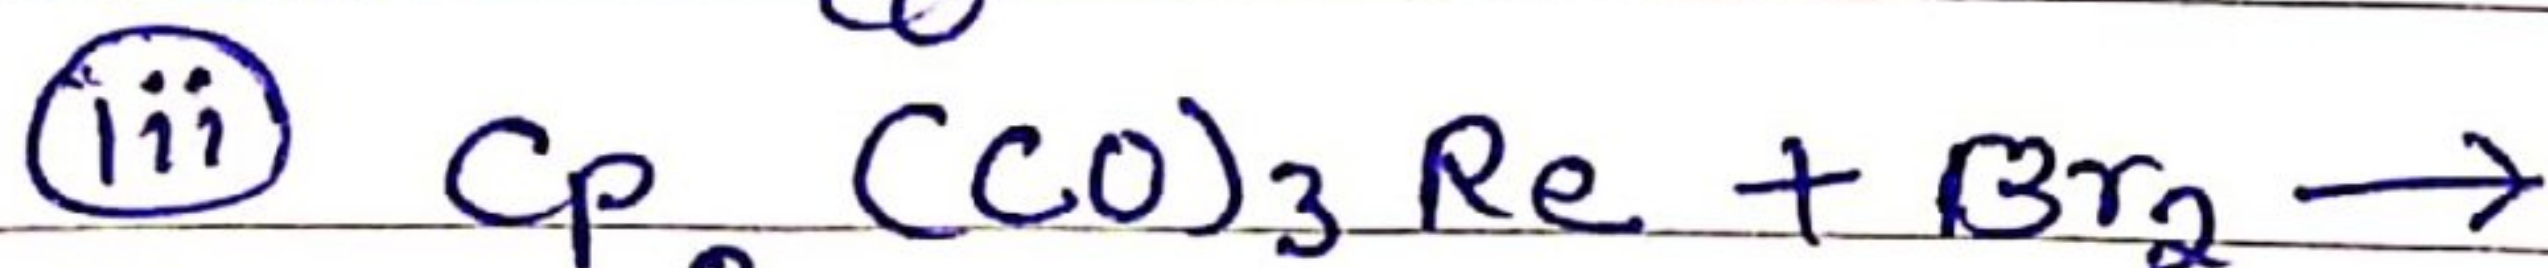 iii Cp (CO)3 Re + Br2 →